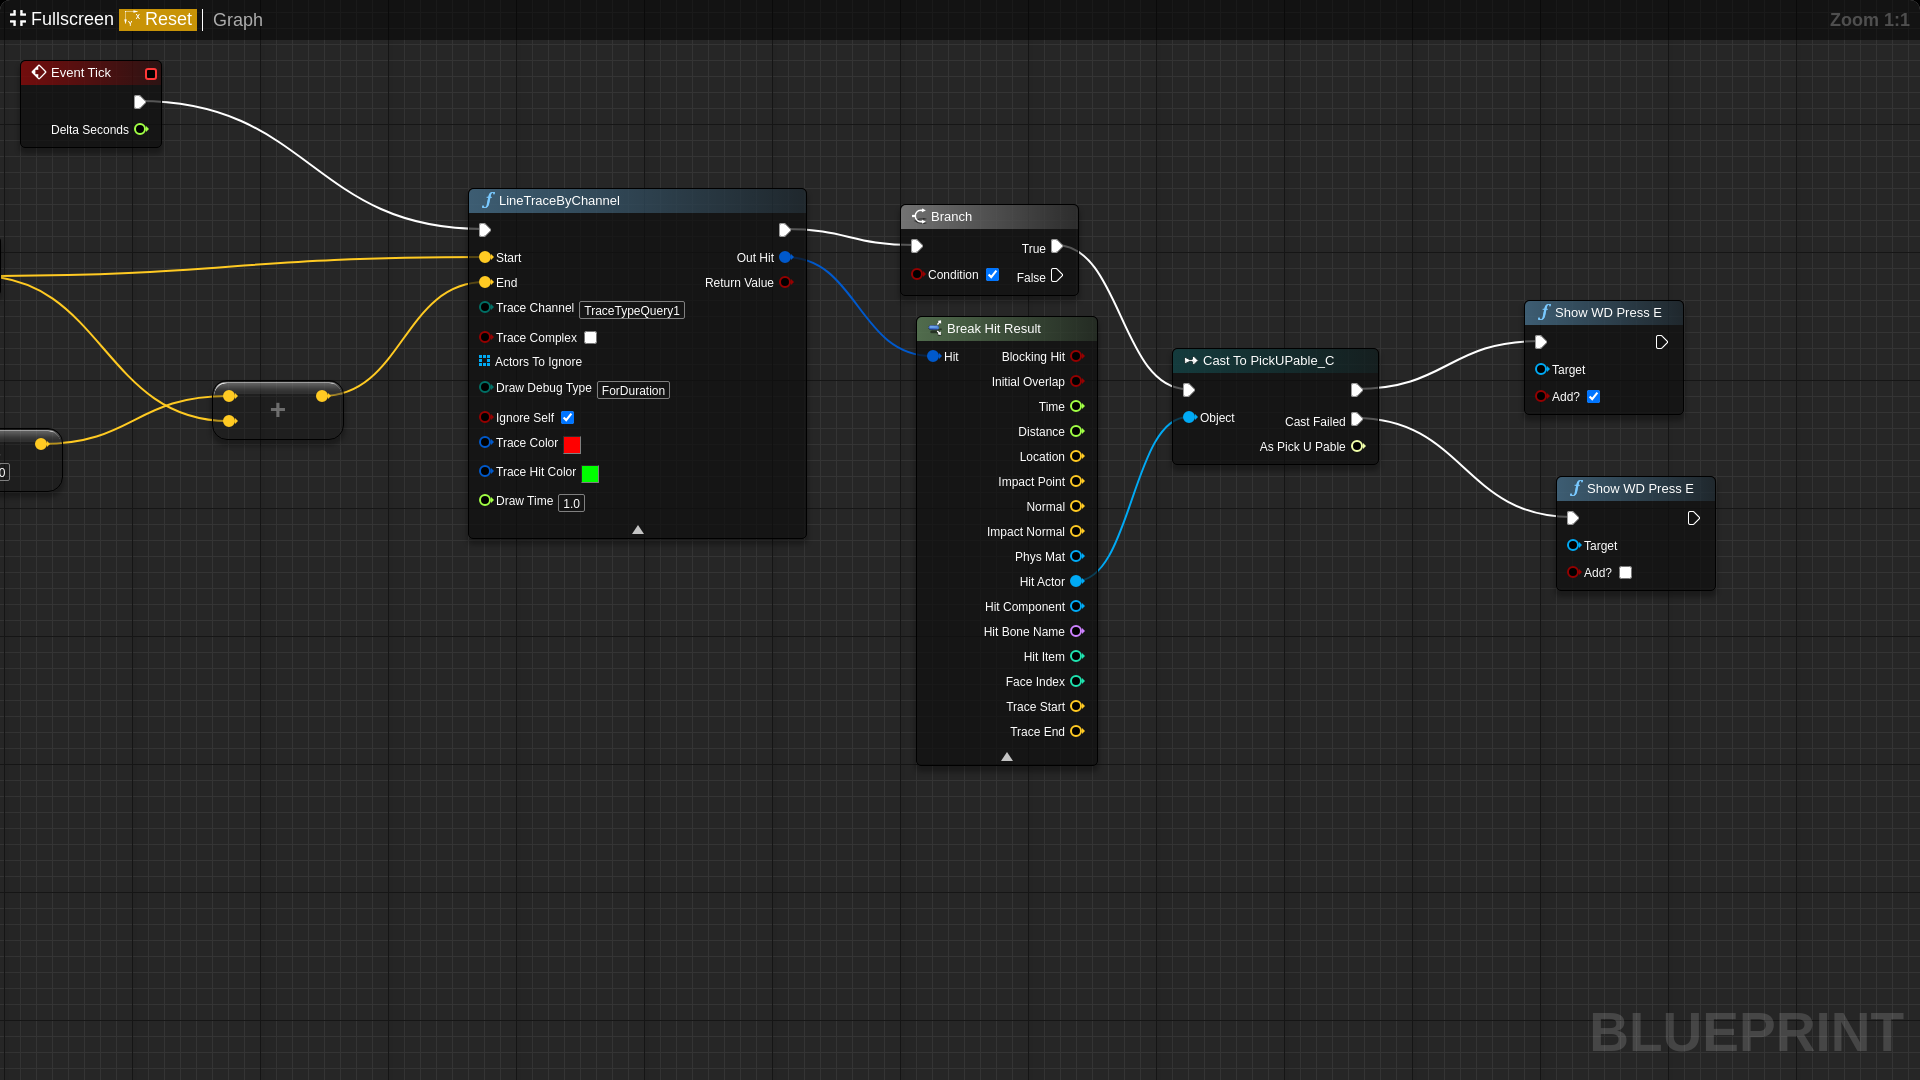 Fullscreen Reset Graph
Zoom 1:1
Event Tick
Delta Seconds
0
+
LineTraceByChannel
Start
Out Hit
End
Return Value
Trace Channel TraceTypeQuery1
Trace Complex
Actors To Ignore
Draw Debug Type ForDuration
Ignore Self
Trace Color
Trace Hit Color
Draw Time 1.0
Branch
True
Condition
False
Break Hit Result
Hit
Blocking Hit
Initial Overlap
Time
Distance
Location
Impact Point
Normal
Impact Normal
Phys Mat
Hit Actor
Hit Component
Hit Bone Name
Hit Item
Face Index
Trace Start
Trace End
Cast To PickUPable_C
Object
Cast Failed
As Pick U Pable
Show WD Press E
Target
Add?
Show WD Press E
Target
Add?
BLUEPRINT